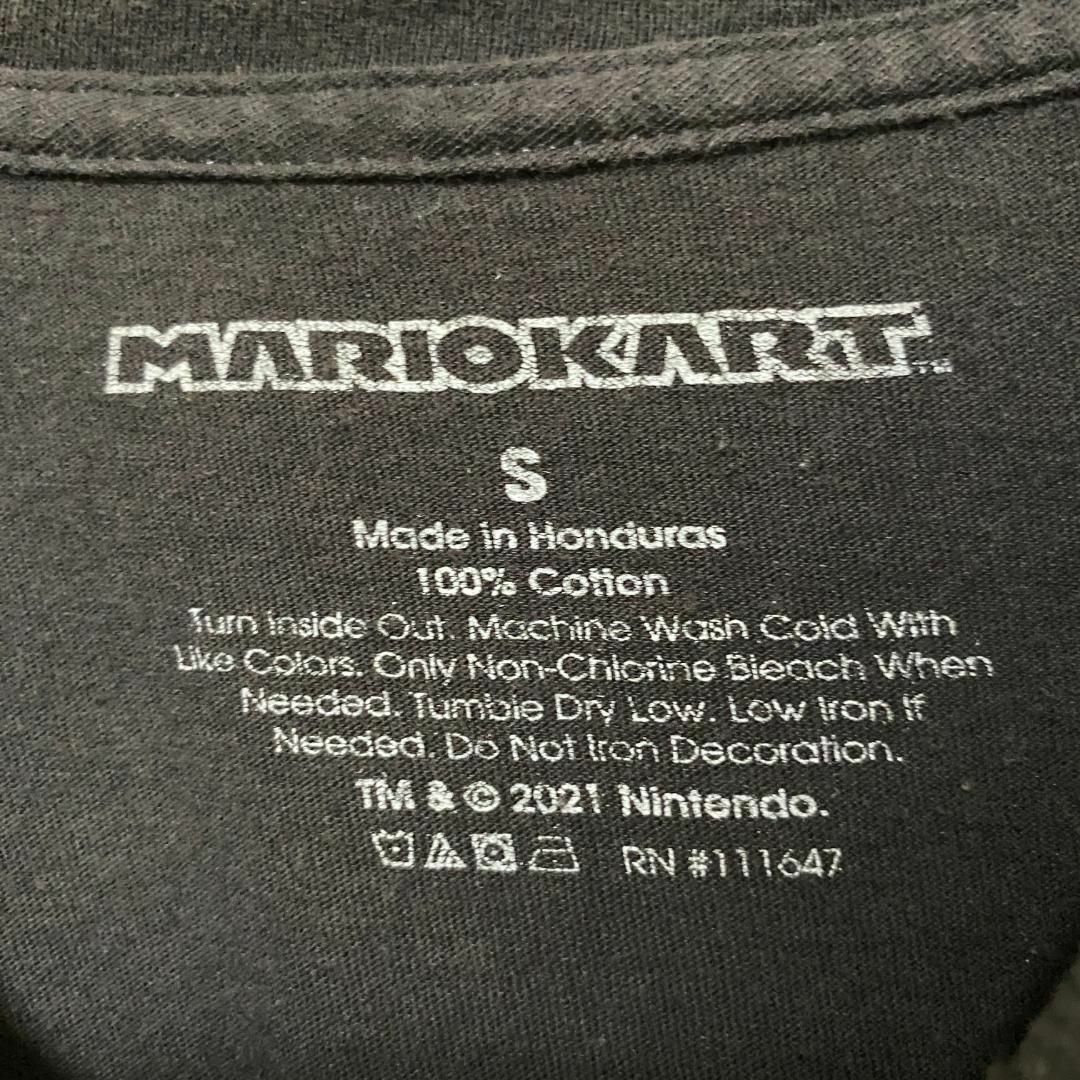 MARIOKART™
S
Made in Honduras
100% Cotton
Turn Inside Out. Machine Wash Cold With
Like Colors. Only Non-Chlorine Bleach When
Needed. Tumble Dry Low. Low Iron If
Needed. Do Not Iron Decoration.
TM & © 2021 Nintendo.
RN #111647